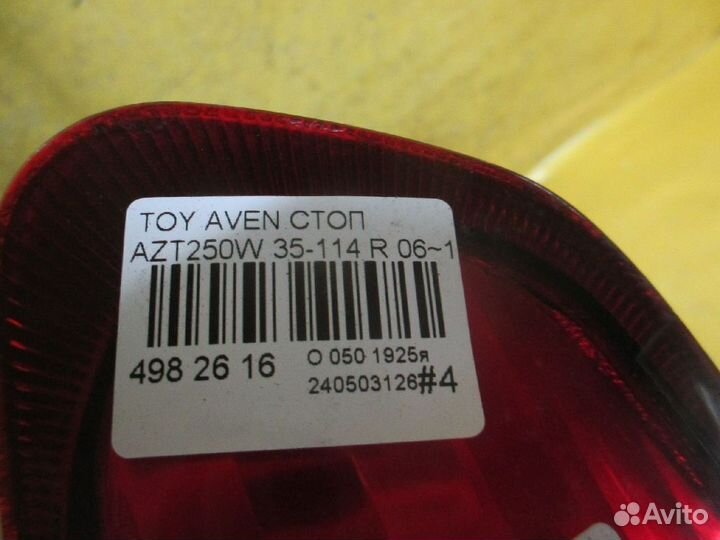 TOY AVEN СТОП
AZT250W 35-114 R 06~1
498 26 16
О 050 1925я
240503126#4
Avito